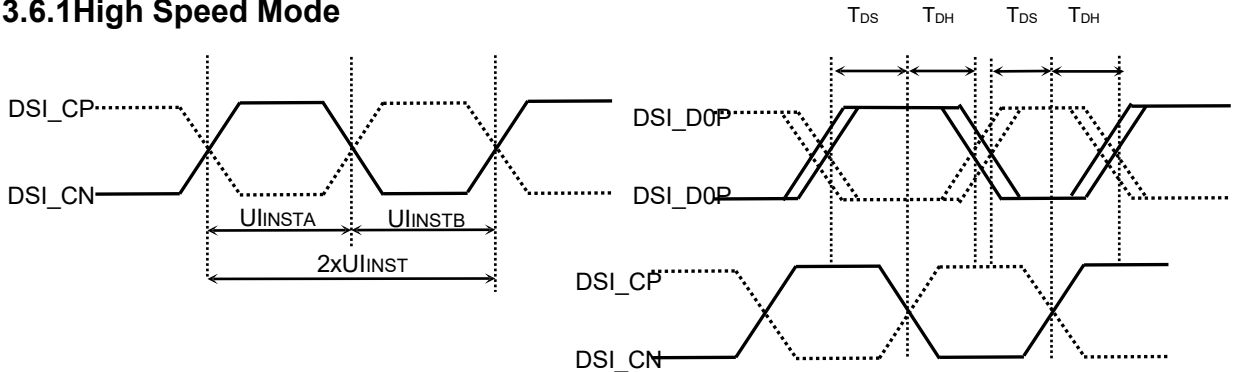 3.6.1High Speed Mode
DSI_CP
DSI_CN
UIINSTA
UIINSTB
2xUIINST
TDS
TDH
TDS
TDH
DSI_D0P
DSI_D0P
DSI_CP
DSI_CN